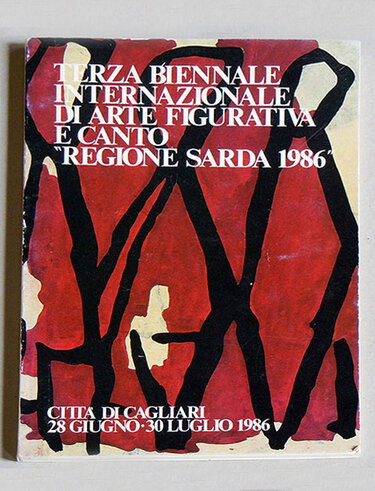 TERZA BIENNALE
INTERNAZIONALE
DI ARTE FIGURATIVA
E CANTO
"REGIONE SARDA 1986"
CITTÀ DI CAGLIARI
28 GIUGNO·30 LUGLIO 1986